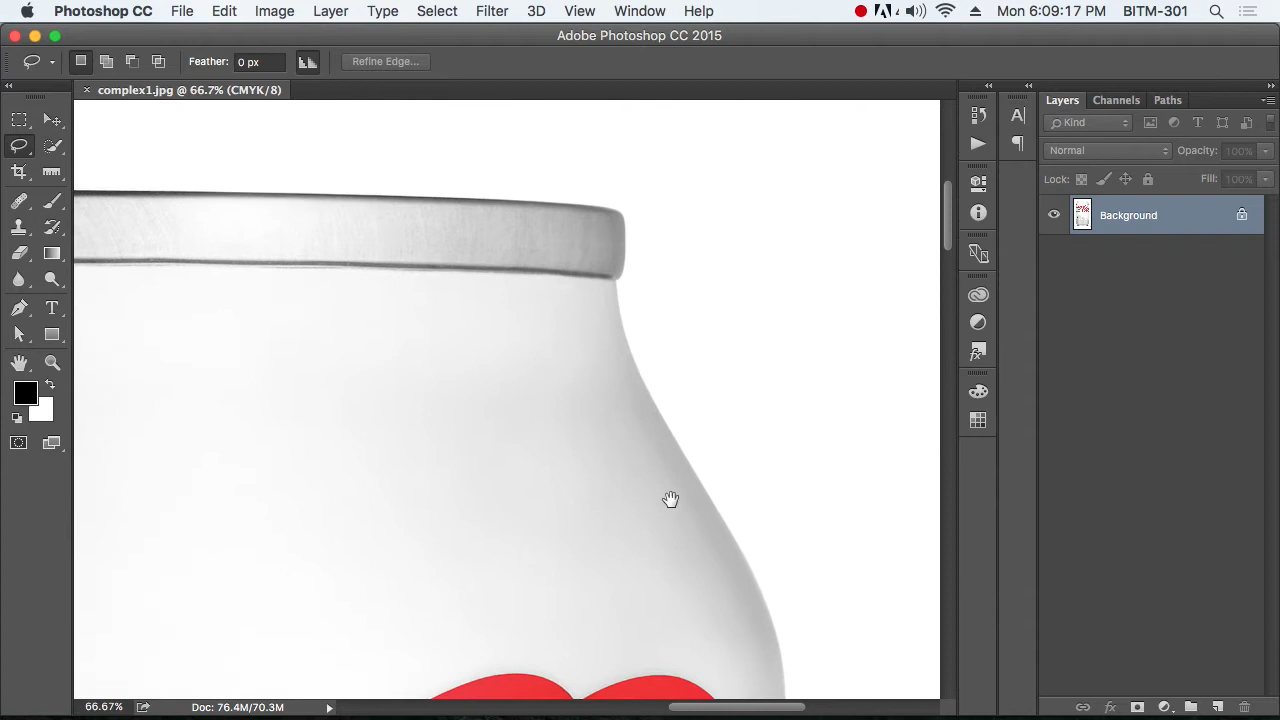 Photoshop CC File Edit Image Layer Type Select Filter 3D View Window Help Mon 6:09:17 PM BITM-301
Adobe Photoshop CC 2015
Feather: 0 px Refine Edge...
× complex1.jpg @ 66.7% (CMYK/8)
Layers Channels Paths
Kind
Normal Opacity: 100%
Lock: Fill: 100%
Background
66.67% Doc: 76.4M/70.3M